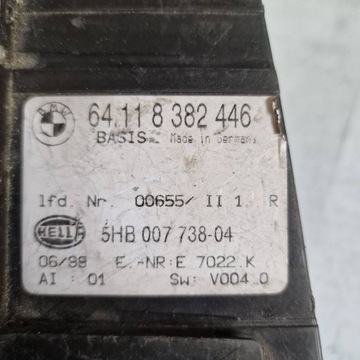 BMW
64.11 8 382 446
BASIS Made in Germany
lfd. Nr. 00655/ II 1 R
HELLA
5HB 007 738-04
06/98 E.-NR:E 7022.K
AI : 01 SW: V004.0